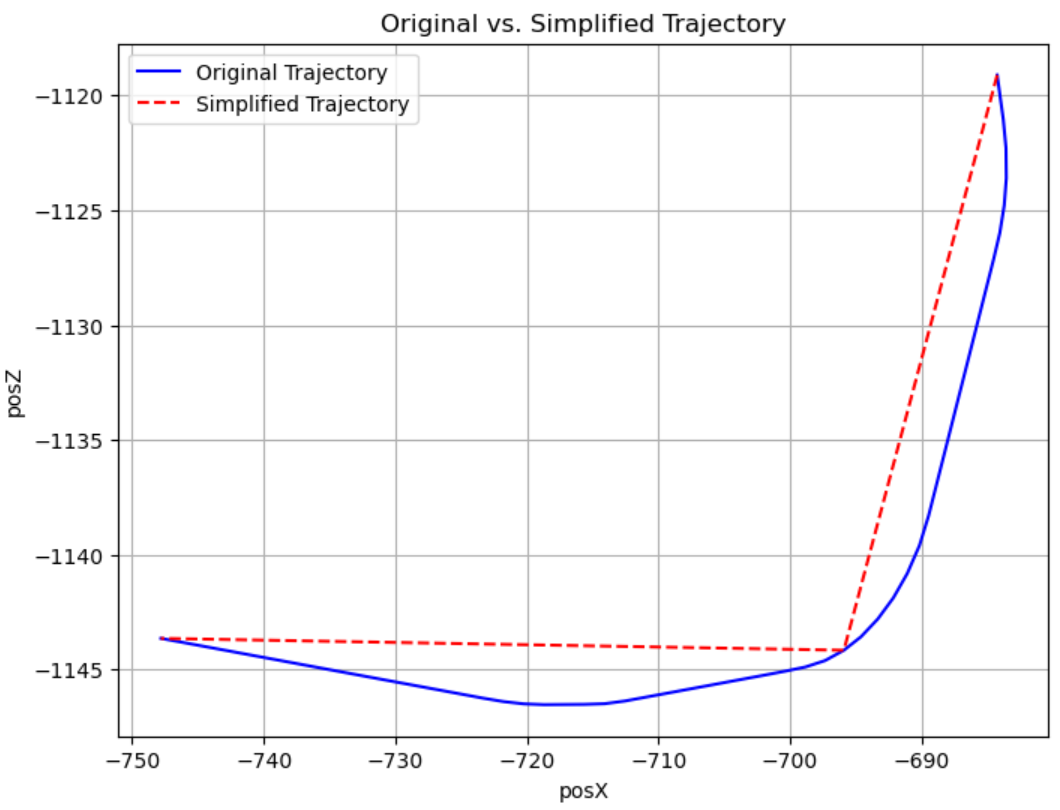 Original vs. Simplified Trajectory
Original Trajectory
Simplified Trajectory
−1120
−1125
−1130
−1135
−1140
−1145
posZ
−750
−740
−730
−720
−710
−700
−690
posX